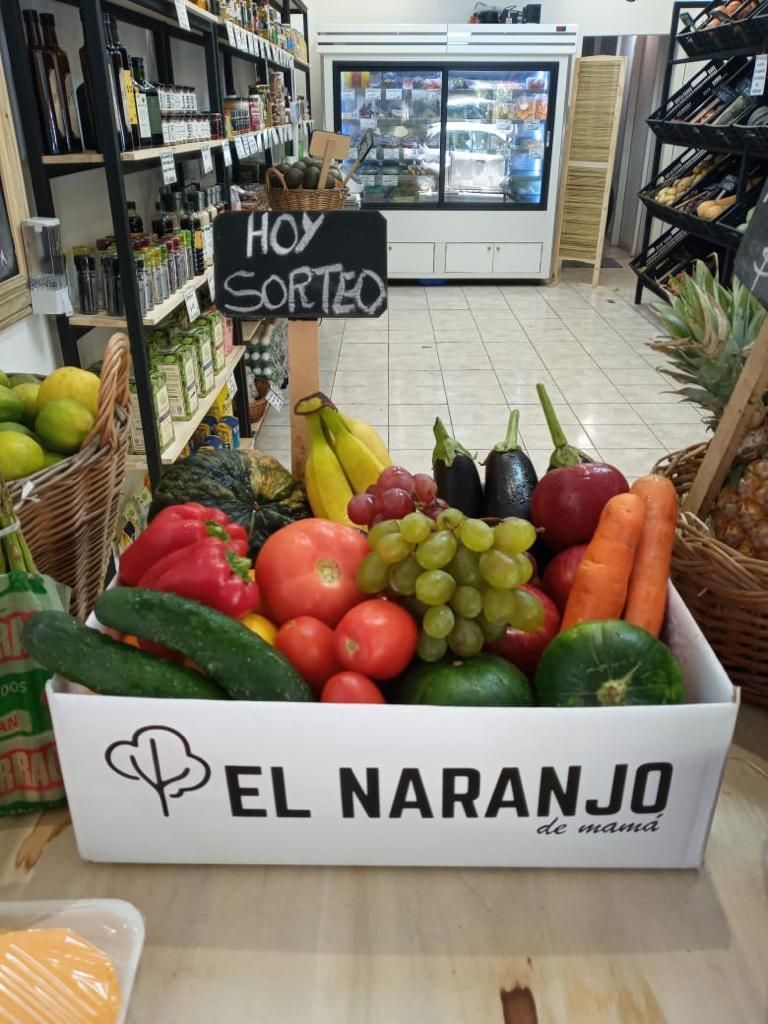 HOY
SORTEO
EL NARANJO
de mamá